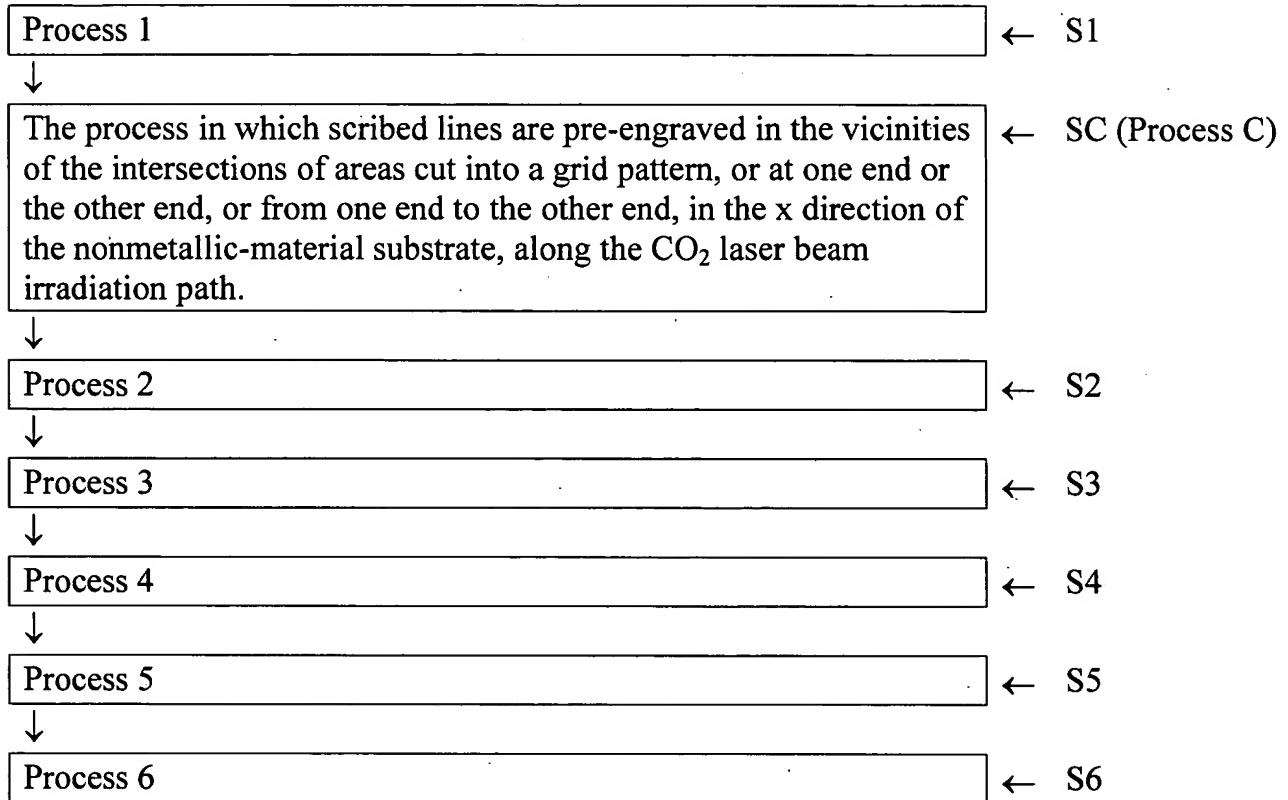 Process 1 ← S1
↓
The process in which scribed lines are pre-engraved in the vicinities ← SC (Process C)
of the intersections of areas cut into a grid pattern, or at one end or
the other end, or from one end to the other end, in the x direction of
the nonmetallic-material substrate, along the CO₂ laser beam
irradiation path.
↓
Process 2 ← S2
↓
Process 3 ← S3
↓
Process 4 ← S4
↓
Process 5 ← S5
↓
Process 6 ← S6